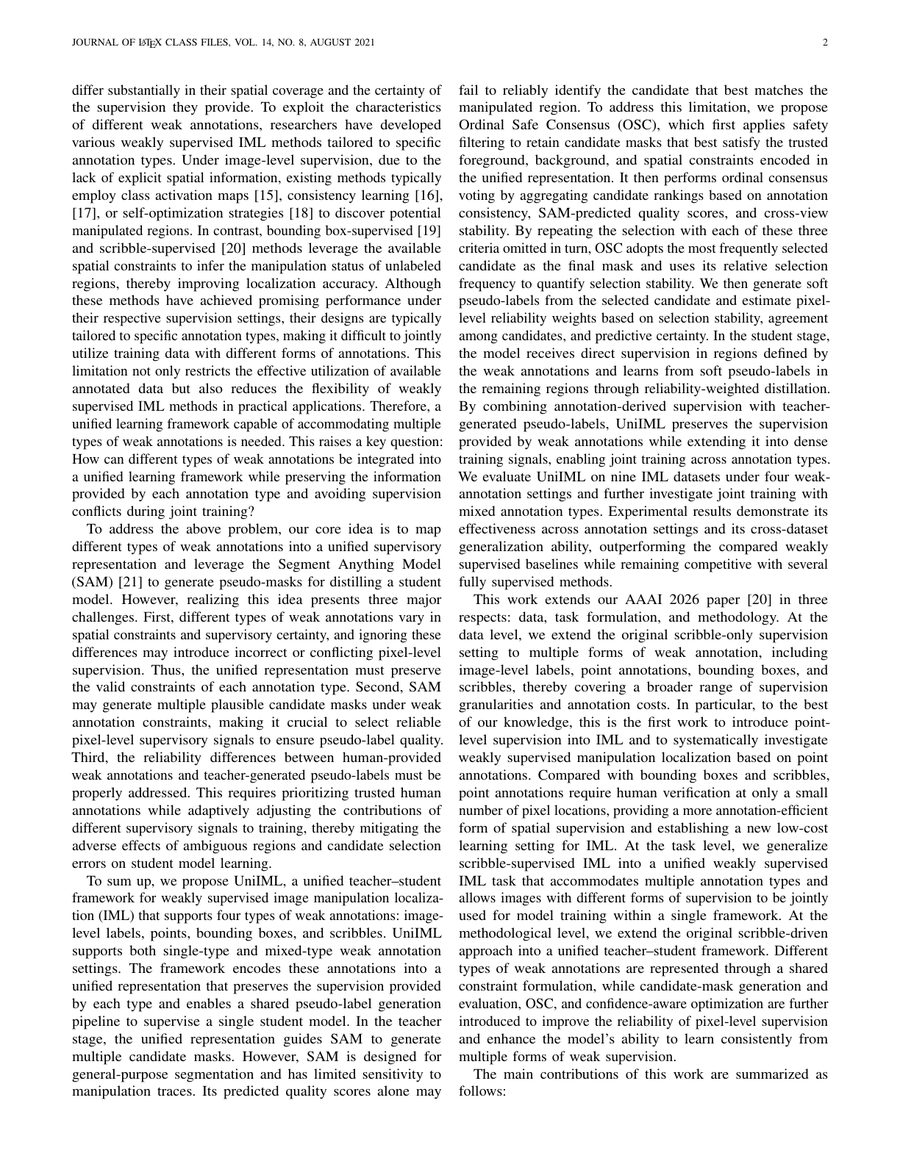 JOURNAL OF LATEX CLASS FILES, VOL. 14, NO. 8, AUGUST 2021 2
differ substantially in their spatial coverage and the certainty of
the supervision they provide. To exploit the characteristics
of different weak annotations, researchers have developed
various weakly supervised IML methods tailored to specific
annotation types. Under image-level supervision, due to the
lack of explicit spatial information, existing methods typically
employ class activation maps [15], consistency learning [16],
[17], or self-optimization strategies [18] to discover potential
manipulated regions. In contrast, bounding box-supervised [19]
and scribble-supervised [20] methods leverage the available
spatial constraints to infer the manipulation status of unlabeled
regions, thereby improving localization accuracy. Although
these methods have achieved promising performance under
their respective supervision settings, their designs are typically
tailored to specific annotation types, making it difficult to jointly
utilize training data with different forms of annotations. This
limitation not only restricts the effective utilization of available
annotated data but also reduces the flexibility of weakly
supervised IML methods in practical applications. Therefore, a
unified learning framework capable of accommodating multiple
types of weak annotations is needed. This raises a key question:
How can different types of weak annotations be integrated into
a unified learning framework while preserving the information
provided by each annotation type and avoiding supervision
conflicts during joint training?
To address the above problem, our core idea is to map
different types of weak annotations into a unified supervisory
representation and leverage the Segment Anything Model
(SAM) [21] to generate pseudo-masks for distilling a student
model. However, realizing this idea presents three major
challenges. First, different types of weak annotations vary in
spatial constraints and supervisory certainty, and ignoring these
differences may introduce incorrect or conflicting pixel-level
supervision. Thus, the unified representation must preserve
the valid constraints of each annotation type. Second, SAM
may generate multiple plausible candidate masks under weak
annotation constraints, making it crucial to select reliable
pixel-level supervisory signals to ensure pseudo-label quality.
Third, the reliability differences between human-provided
weak annotations and teacher-generated pseudo-labels must be
properly addressed. This requires prioritizing trusted human
annotations while adaptively adjusting the contributions of
different supervisory signals to training, thereby mitigating the
adverse effects of ambiguous regions and candidate selection
errors on student model learning.
To sum up, we propose UniIML, a unified teacher–student
framework for weakly supervised image manipulation localiza-
tion (IML) that supports four types of weak annotations: image-
level labels, points, bounding boxes, and scribbles. UniIML
supports both single-type and mixed-type weak annotation
settings. The framework encodes these annotations into a
unified representation that preserves the supervision provided
by each type and enables a shared pseudo-label generation
pipeline to supervise a single student model. In the teacher
stage, the unified representation guides SAM to generate
multiple candidate masks. However, SAM is designed for
general-purpose segmentation and has limited sensitivity to
manipulation traces. Its predicted quality scores alone may
fail to reliably identify the candidate that best matches the
manipulated region. To address this limitation, we propose
Ordinal Safe Consensus (OSC), which first applies safety
filtering to retain candidate masks that best satisfy the trusted
foreground, background, and spatial constraints encoded in
the unified representation. It then performs ordinal consensus
voting by aggregating candidate rankings based on annotation
consistency, SAM-predicted quality scores, and cross-view
stability. By repeating the selection with each of these three
criteria omitted in turn, OSC adopts the most frequently selected
candidate as the final mask and uses its relative selection
frequency to quantify selection stability. We then generate soft
pseudo-labels from the selected candidate and estimate pixel-
level reliability weights based on selection stability, agreement
among candidates, and predictive certainty. In the student stage,
the model receives direct supervision in regions defined by
the weak annotations and learns from soft pseudo-labels in
the remaining regions through reliability-weighted distillation.
By combining annotation-derived supervision with teacher-
generated pseudo-labels, UniIML preserves the supervision
provided by weak annotations while extending it into dense
training signals, enabling joint training across annotation types.
We evaluate UniIML on nine IML datasets under four weak-
annotation settings and further investigate joint training with
mixed annotation types. Experimental results demonstrate its
effectiveness across annotation settings and its cross-dataset
generalization ability, outperforming the compared weakly
supervised baselines while remaining competitive with several
fully supervised methods.
This work extends our AAAI 2026 paper [20] in three
respects: data, task formulation, and methodology. At the
data level, we extend the original scribble-only supervision
setting to multiple forms of weak annotation, including
image-level labels, point annotations, bounding boxes, and
scribbles, thereby covering a broader range of supervision
granularities and annotation costs. In particular, to the best
of our knowledge, this is the first work to introduce point-
level supervision into IML and to systematically investigate
weakly supervised manipulation localization based on point
annotations. Compared with bounding boxes and scribbles,
point annotations require human verification at only a small
number of pixel locations, providing a more annotation-efficient
form of spatial supervision and establishing a new low-cost
learning setting for IML. At the task level, we generalize
scribble-supervised IML into a unified weakly supervised
IML task that accommodates multiple annotation types and
allows images with different forms of supervision to be jointly
used for model training within a single framework. At the
methodological level, we extend the original scribble-driven
approach into a unified teacher–student framework. Different
types of weak annotations are represented through a shared
constraint formulation, while candidate-mask generation and
evaluation, OSC, and confidence-aware optimization are further
introduced to improve the reliability of pixel-level supervision
and enhance the model's ability to learn consistently from
multiple forms of weak supervision.
The main contributions of this work are summarized as
follows: